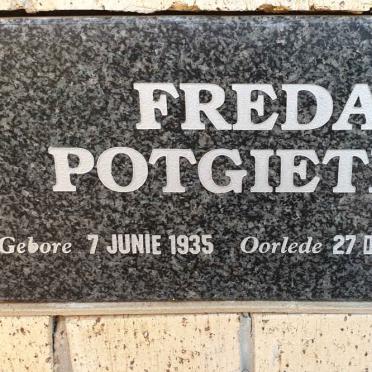 FREDA
POTGIET
Gebore 7 JUNIE 1935 Oorlede 27 D